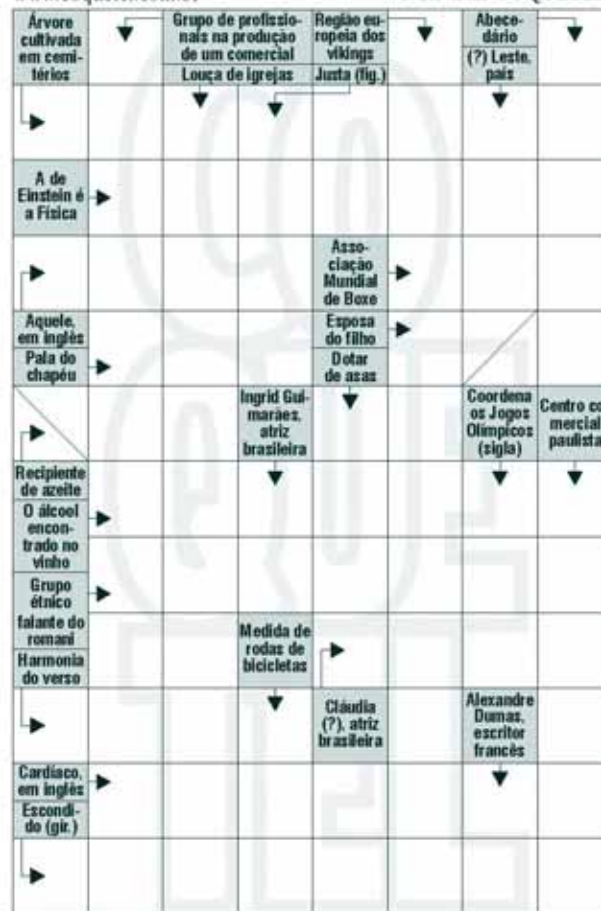 Árvore
cultivada
em cemi-
térios
Grupo de profissio-
nais na produção
de um comercial
Louça de igrejas
Região eu-
ropeia dos
vikings
Justa (fig.)
Abece-
dário
(?) Leste,
país
A de
Einstein é
a Física
Asso-
ciação
Mundial
de Boxe
Aquele,
em inglês
Pala do
chapéu
Esposa
do filho
Dotar
de asas
Ingrid Gui-
marães,
atriz
brasileira
Coordena
os Jogos
Olímpicos
(sigla)
Centro co
mercial
paulista
Recipiente
de azeite
O álcool
encon-
trado no
vinho
Grupo
étnico
falante do
romani
Harmonia
do verso
Medida de
rodas de
bicicletas
Cláudia
(?), atriz
brasileira
Alexandre
Dumas,
escritor
francês
Cardíaco,
em inglês
Escondi-
do (gír.)